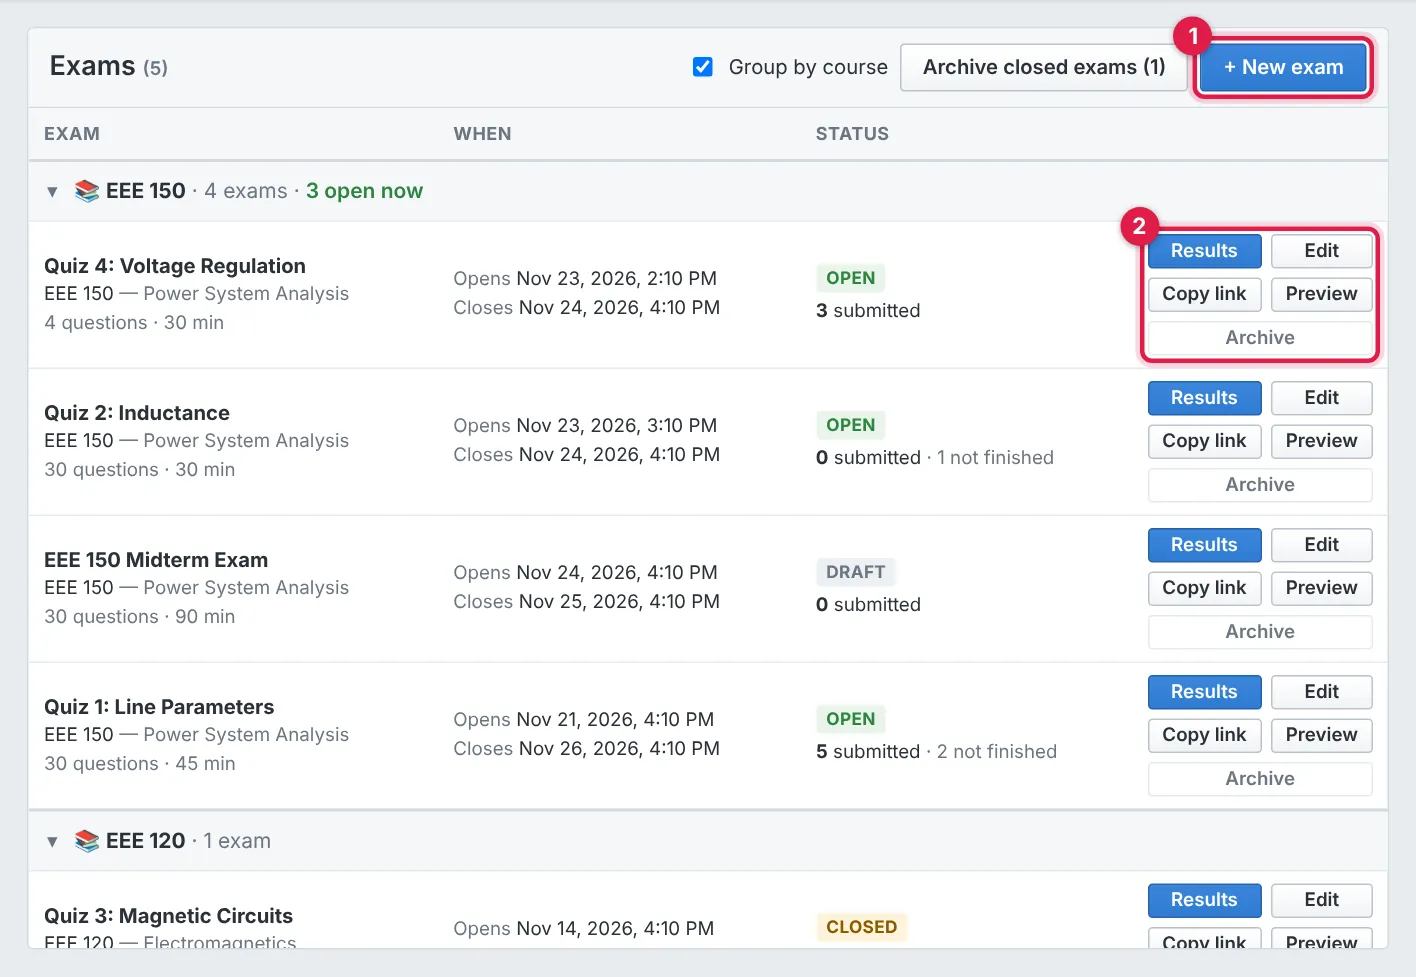 Exams (5)
Group by course
Archive closed exams (1)
1
+ New exam
EXAM
WHEN
STATUS
EEE 150 · 4 exams · 3 open now
2
Quiz 4: Voltage Regulation
EEE 150 — Power System Analysis
4 questions · 30 min
Opens Nov 23, 2026, 2:10 PM
Closes Nov 24, 2026, 4:10 PM
OPEN
3 submitted
Results
Edit
Copy link
Preview
Archive
Quiz 2: Inductance
EEE 150 — Power System Analysis
30 questions · 30 min
Opens Nov 23, 2026, 3:10 PM
Closes Nov 24, 2026, 4:10 PM
OPEN
0 submitted · 1 not finished
Results
Edit
Copy link
Preview
Archive
EEE 150 Midterm Exam
EEE 150 — Power System Analysis
30 questions · 90 min
Opens Nov 24, 2026, 4:10 PM
Closes Nov 25, 2026, 4:10 PM
DRAFT
0 submitted
Results
Edit
Copy link
Preview
Archive
Quiz 1: Line Parameters
EEE 150 — Power System Analysis
30 questions · 45 min
Opens Nov 21, 2026, 4:10 PM
Closes Nov 26, 2026, 4:10 PM
OPEN
5 submitted · 2 not finished
Results
Edit
Copy link
Preview
Archive
EEE 120 · 1 exam
Quiz 3: Magnetic Circuits
EEE 120 — Electromagnetics
Opens Nov 14, 2026, 4:10 PM
CLOSED
Results
Edit
Copy link
Preview